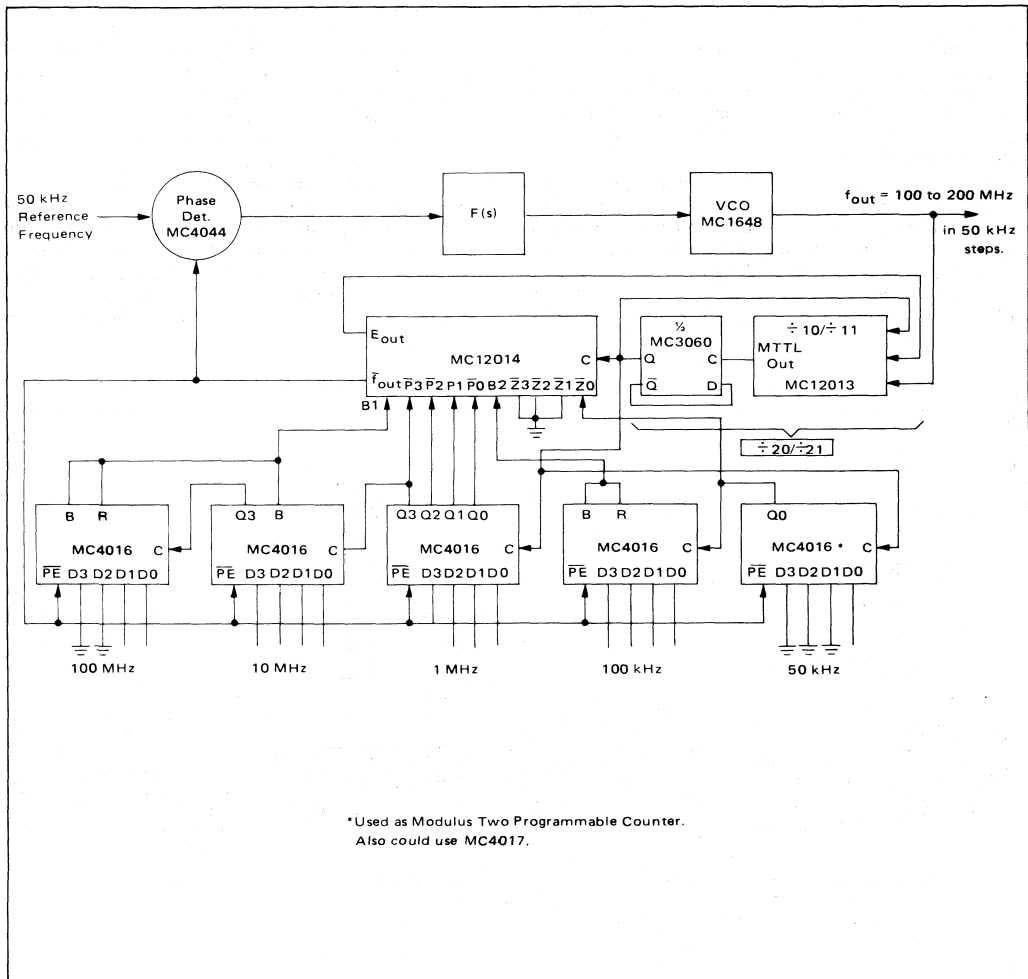 50 kHz
Reference
Frequency
Phase
Det.
MC4044
F(s)
VCO
MC1648
fout = 100 to 200 MHz
in 50 kHz
steps.
Eout
MC12014
C
f̅out P̅3 P̅2 P1 P̅0 B2 Z̅3 Z̅2 Z̅1 Z̅0
B1
½
MC3060
Q C
Q̅ D
÷10/÷11
MTTL
Out
MC12013
÷20/÷21
B R
MC4016 C
P̅E̅ D3 D2 D1 D0
100 MHz
Q3 B
MC4016 C
P̅E̅ D3 D2 D1 D0
10 MHz
Q3 Q2 Q1 Q0
MC4016 C
P̅E̅ D3 D2 D1 D0
1 MHz
B R
MC4016 C
P̅E̅ D3 D2 D1 D0
100 kHz
Q0
MC4016 * C
P̅E̅ D3 D2 D1 D0
50 kHz
*Used as Modulus Two Programmable Counter.
Also could use MC4017.